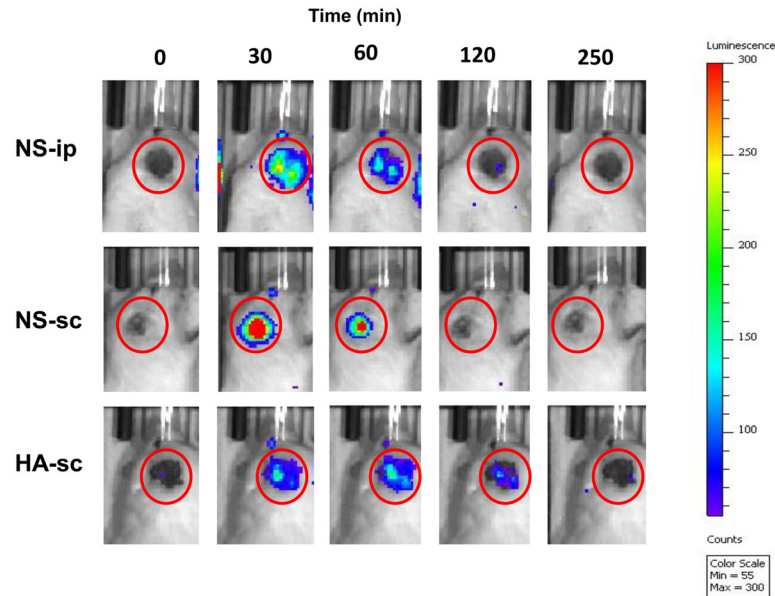 Time (min)
0 30 60 120 250
Luminescence
300
250
200
150
100
NS-ip
NS-sc
HA-sc
Counts
Color Scale
Min = 55
Max = 300